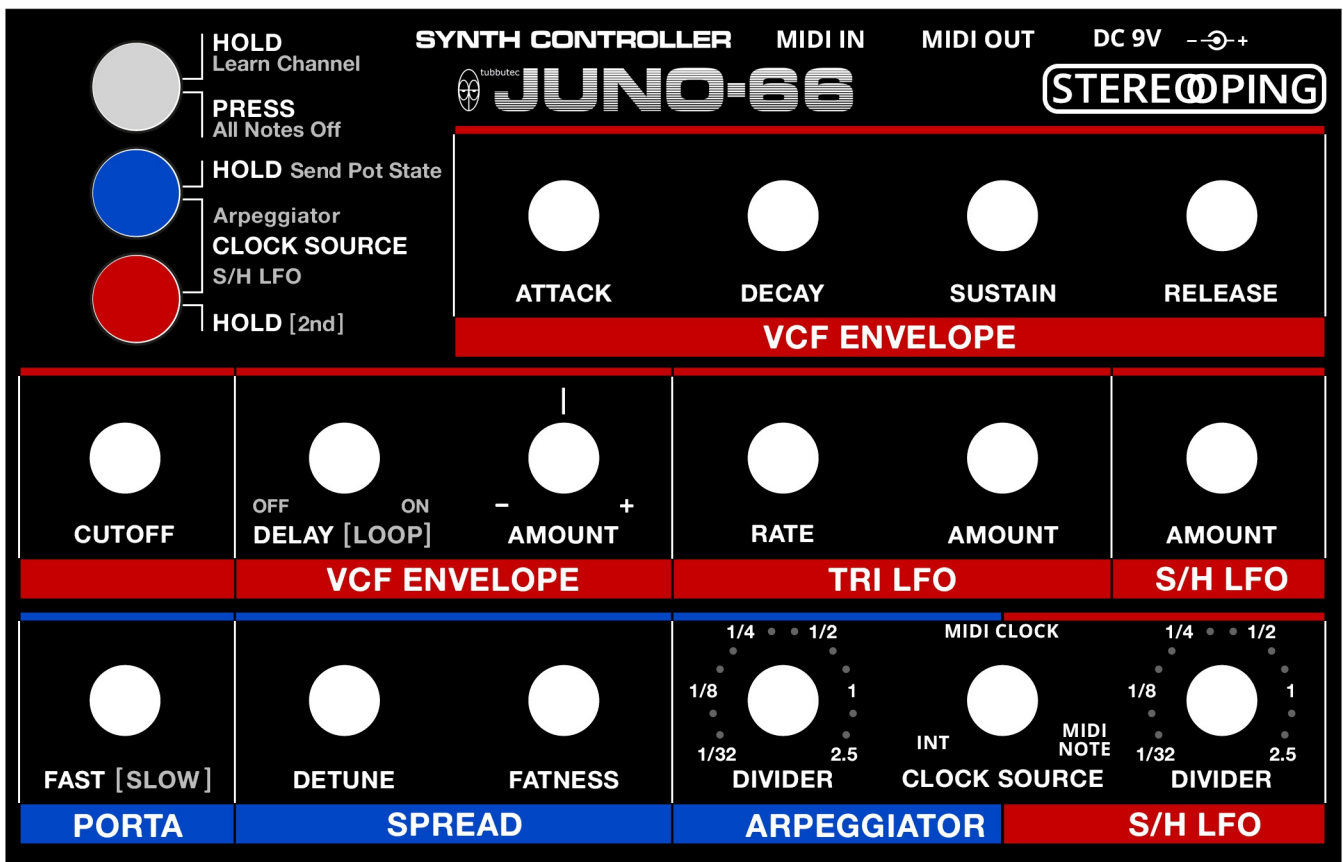 HOLD
Learn Channel
PRESS
All Notes Off
HOLD Send Pot State
Arpeggiator
CLOCK SOURCE
S/H LFO
HOLD [2nd]
SYNTH CONTROLLER MIDI IN MIDI OUT DC 9V - +
tubbutec JUNO-66 STEREOOPING
ATTACK DECAY SUSTAIN RELEASE
VCF ENVELOPE
OFF ON - +
CUTOFF DELAY [LOOP] AMOUNT RATE AMOUNT AMOUNT
VCF ENVELOPE TRI LFO S/H LFO
1/4 1/2 MIDI CLOCK 1/4 1/2
1/8 1 1/8 1
INT MIDI NOTE
1/32 2.5 1/32 2.5
FAST [SLOW] DETUNE FATNESS DIVIDER CLOCK SOURCE DIVIDER
PORTA SPREAD ARPEGGIATOR S/H LFO